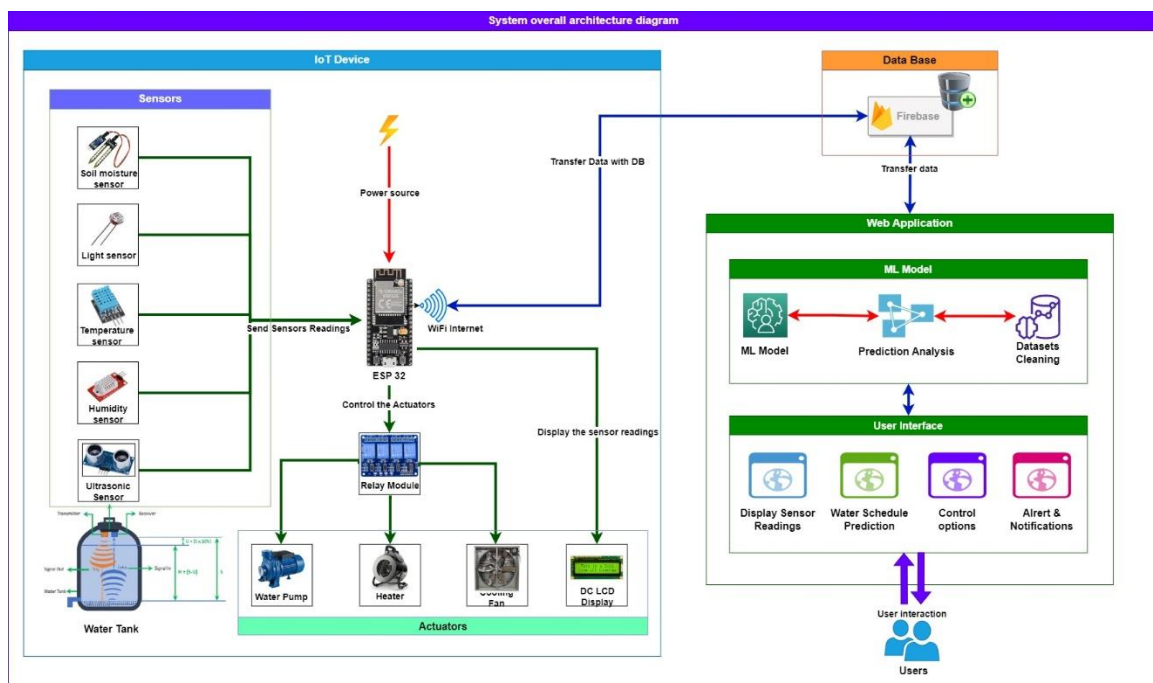 System overall architecture diagram
IoT Device
Data Base
Sensors
Firebase
Soil moisture
sensor
Transfer Data with DB
Transfer data
Power source
Web Application
Light sensor
ML Model
Temperature
sensor
Send Sensors Readings
WiFi Internet
ML Model
Prediction Analysis
Datasets
Cleaning
ESP 32
Humidity
sensor
Control the Actuators
Display the sensor readings
User Interface
Ultrasonic
Sensor
Relay Module
Display Sensor
Readings
Water Schedule
Prediction
Control
options
Alrert &
Notifications
Transmitter
Water Tank
Water Pump
Heater
Fan
DC LCD
Display
Water Tank
Actuators
User interaction
Users